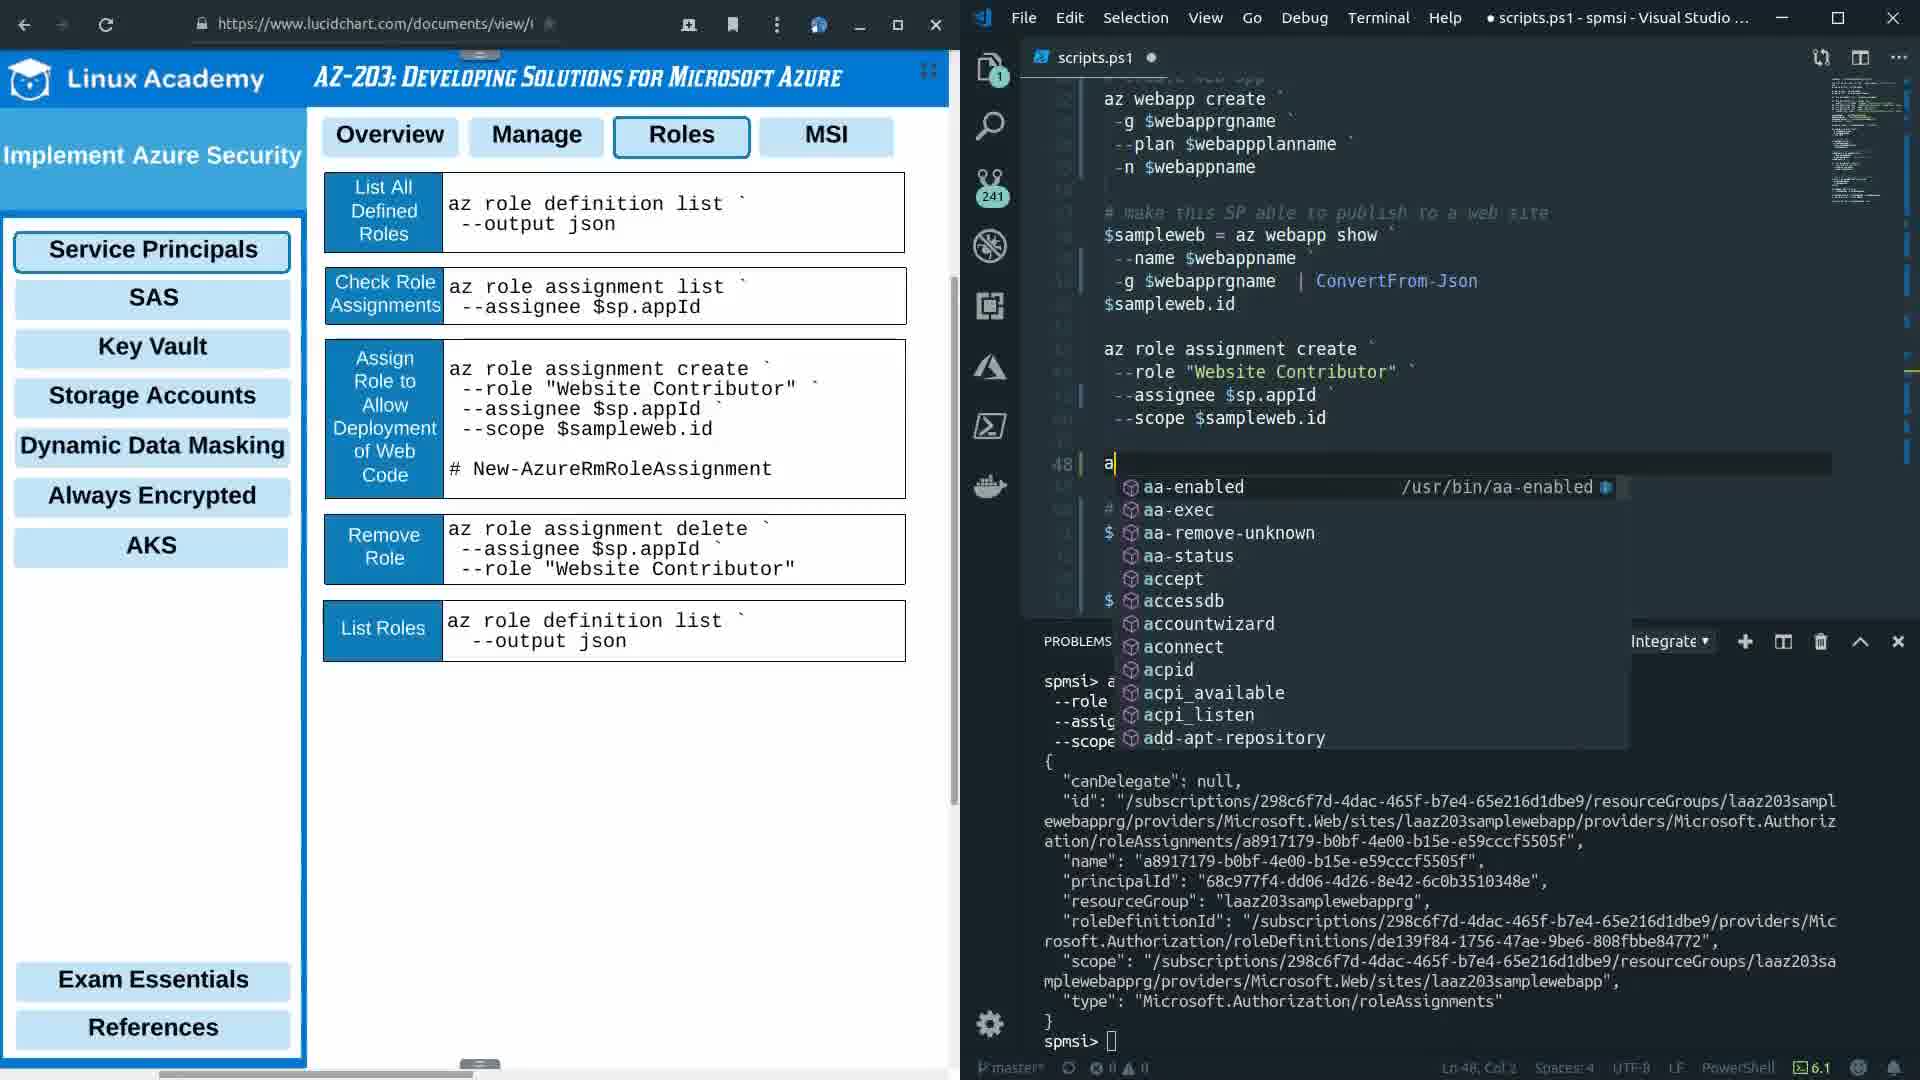 https://www.lucidchart.com/documents/view/
Linux Academy
AZ-203: Developing Solutions for Microsoft Azure
Implement Azure Security
Overview
Manage
Roles
MSI
Service Principals
SAS
Key Vault
Storage Accounts
Dynamic Data Masking
Always Encrypted
AKS
Exam Essentials
References
List All
Defined
Roles
az role definition list `
--output json
Check Role
Assignments
az role assignment list `
--assignee $sp.appId
Assign
Role to
Allow
Deployment
of Web
Code
az role assignment create `
--role "Website Contributor" `
--assignee $sp.appId `
--scope $sampleweb.id
# New-AzureRmRoleAssignment
Remove
Role
az role assignment delete `
--assignee $sp.appId `
--role "Website Contributor"
List Roles
az role definition list `
--output json
File Edit Selection View Go Debug Terminal Help ● scripts.ps1 - spmsi - Visual Studio ...
scripts.ps1
1
241
az webapp create `
-g $webapprgname `
--plan $webappplanname `
-n $webappname
# make this SP able to publish to a web site
$sampleweb = az webapp show `
--name $webappname `
-g $webapprgname | ConvertFrom-Json
$sampleweb.id
az role assignment create `
--role "Website Contributor" `
--assignee $sp.appId `
--scope $sampleweb.id
48 a
aa-enabled /usr/bin/aa-enabled
aa-exec
aa-remove-unknown
aa-status
accept
accessdb
accountwizard
aconnect
acpid
acpi_available
acpi_listen
add-apt-repository
#
$
$
PROBLEMS
Integrate
spmsi> a
--role
--assig
--scope
{
"canDelegate": null,
"id": "/subscriptions/298c6f7d-4dac-465f-b7e4-65e216d1dbe9/resourceGroups/laaz203sampl
ewebapprg/providers/Microsoft.Web/sites/laaz203samplewebapp/providers/Microsoft.Authoriz
ation/roleAssignments/a8917179-b0bf-4e00-b15e-e59cccf5505f",
"name": "a8917179-b0bf-4e00-b15e-e59cccf5505f",
"principalId": "68c977f4-dd06-4d26-8e42-6c0b3510348e",
"resourceGroup": "laaz203samplewebapprg",
"roleDefinitionId": "/subscriptions/298c6f7d-4dac-465f-b7e4-65e216d1dbe9/providers/Mic
rosoft.Authorization/roleDefinitions/de139f84-1756-47ae-9be6-808fbbe84772",
"scope": "/subscriptions/298c6f7d-4dac-465f-b7e4-65e216d1dbe9/resourceGroups/laaz203sa
mplewebapprg/providers/Microsoft.Web/sites/laaz203samplewebapp",
"type": "Microsoft.Authorization/roleAssignments"
}
spmsi>
master* 0 0 Ln 48, Col 2 Spaces: 4 UTF-8 LF PowerShell 6.1